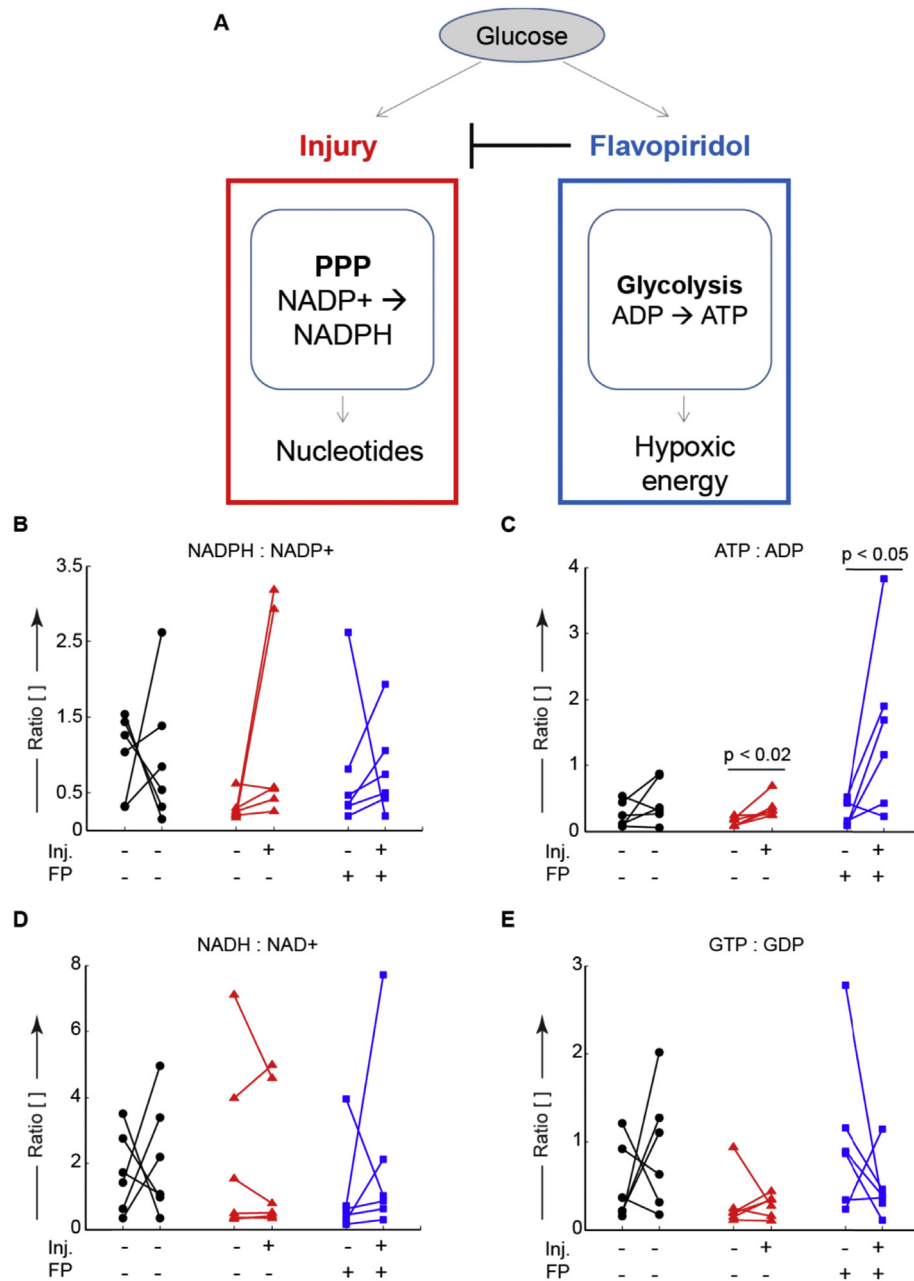 A
Glucose
Injury
Flavopiridol
PPP
NADP+ →
NADPH
Glycolysis
ADP → ATP
Nucleotides
Hypoxic
energy
B
NADPH : NADP+
Ratio [ ]
3.5
2.5
1.5
0.5
0
Inj. - - - + - +
FP - - - - + +
C
ATP : ADP
p < 0.02
p < 0.05
Ratio [ ]
4
3
2
1
0
Inj. - - - + - +
FP - - - - + +
D
NADH : NAD+
Ratio [ ]
8
6
4
2
0
Inj. - - - + - +
FP - - - - + +
E
GTP : GDP
Ratio [ ]
3
2
1
0
Inj. - - - + - +
FP - - - - + +